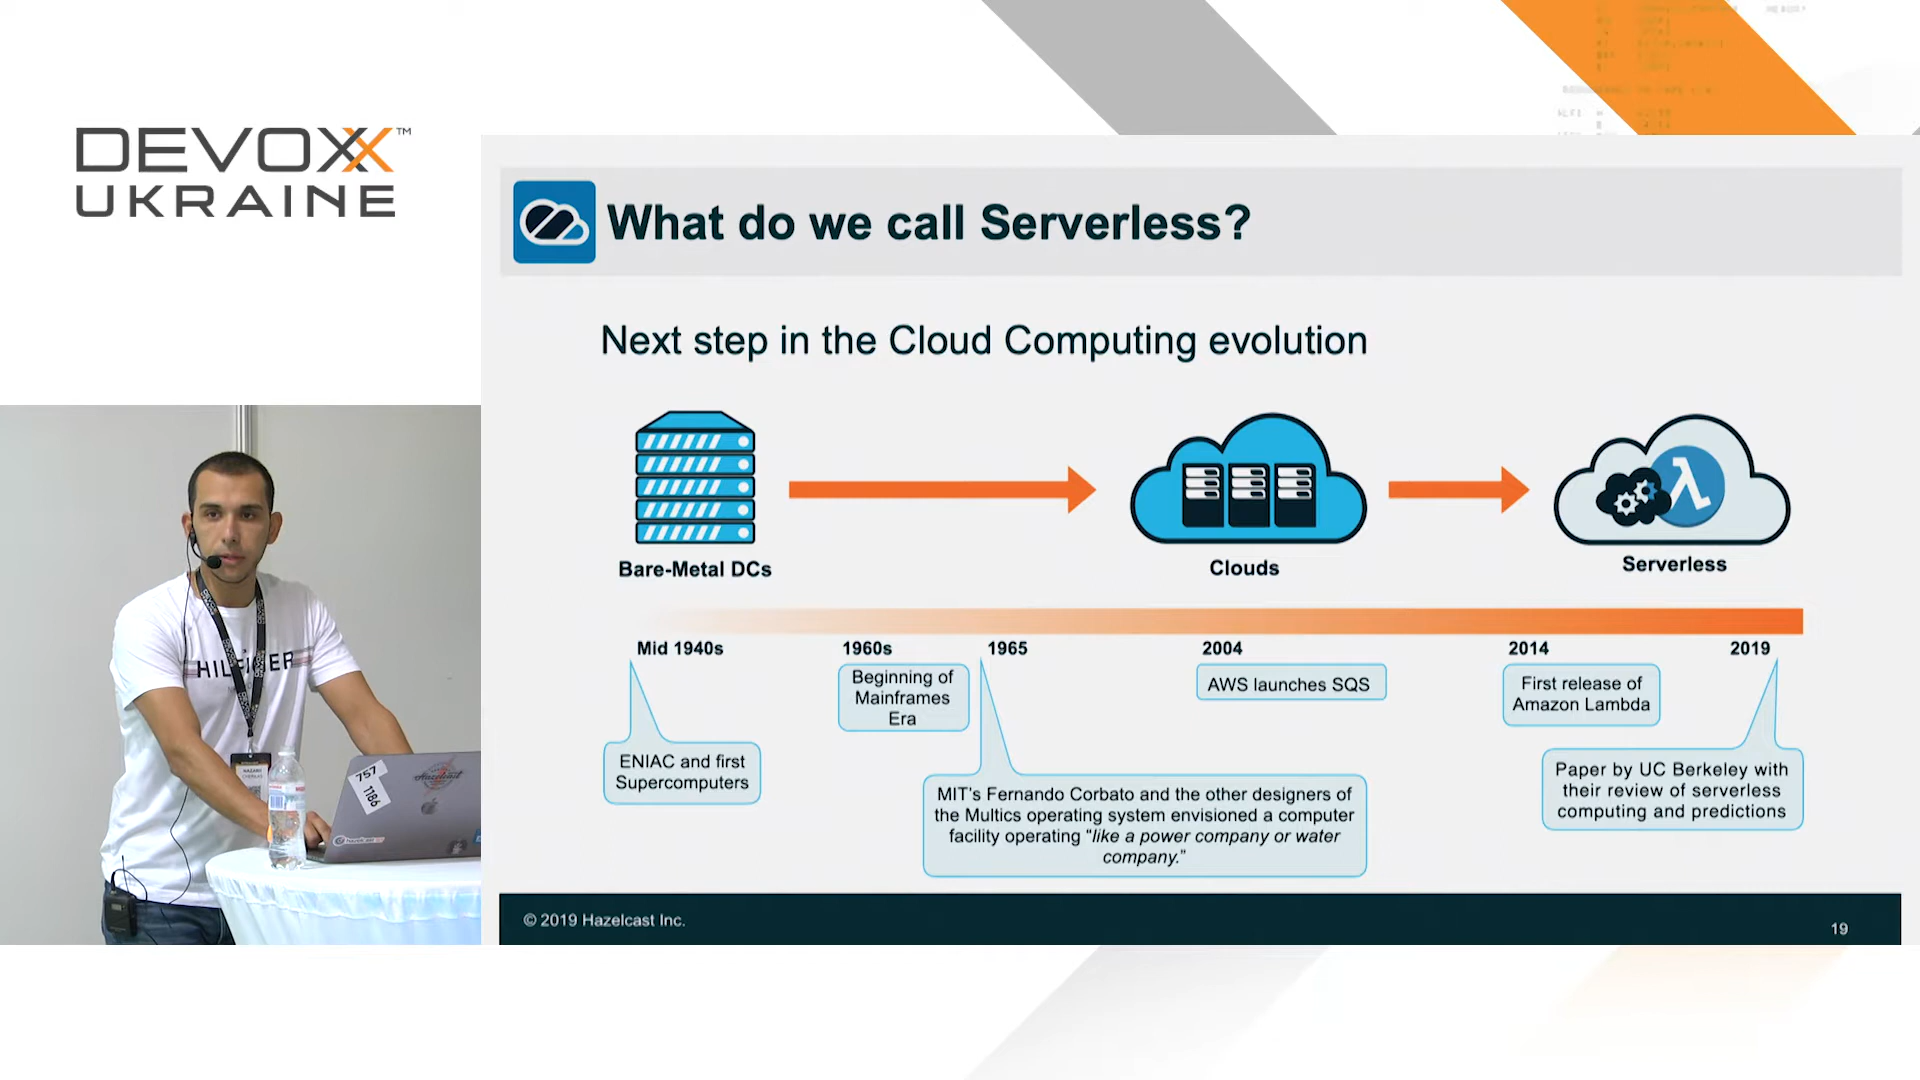 DEVOXX™
UKRAINE
What do we call Serverless?
Next step in the Cloud Computing evolution
Bare-Metal DCs
Clouds
Serverless
Mid 1940s
1960s
1965
2004
2014
2019
Beginning of
Mainframes
Era
AWS launches SQS
First release of
Amazon Lambda
ENIAC and first
Supercomputers
MIT's Fernando Corbato and the other designers of
the Multics operating system envisioned a computer
facility operating "like a power company or water
company."
Paper by UC Berkeley with
their review of serverless
computing and predictions
© 2019 Hazelcast Inc.
19
757
1186
Hazelcast